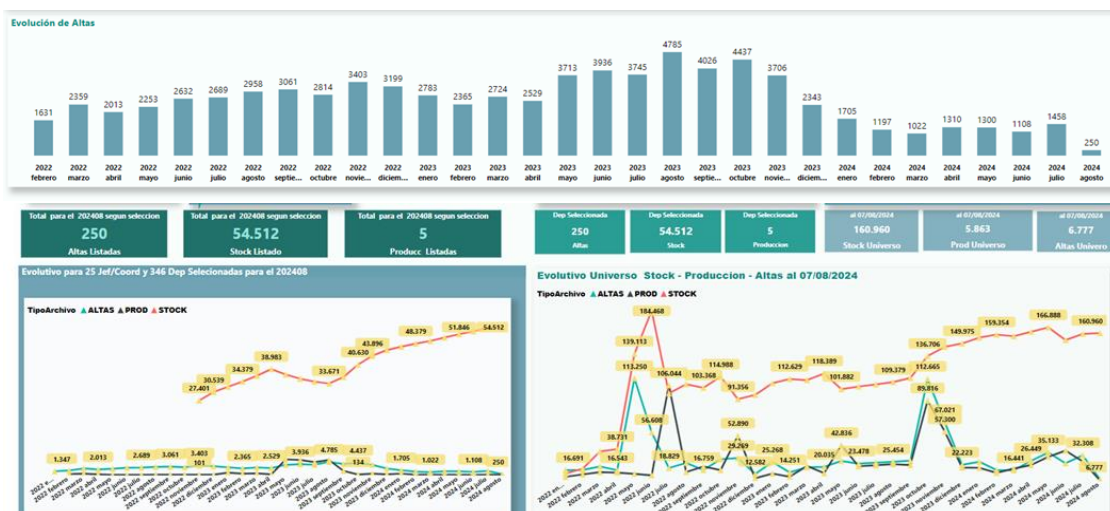 Evolución de Altas
1631 2359 2013 2253 2632 2689 2958 3061 2814 3403 3199 2783 2365 2724 2529 3713 3936 3745 4785 4026 4437 3706 2343 1705 1197 1022 1310 1300 1108 1458 250
2022 2022 2022 2022 2022 2022 2022 2022 2022 2022 2022 2023 2023 2023 2023 2023 2023 2023 2023 2023 2023 2023 2023 2024 2024 2024 2024 2024 2024 2024 2024
febrero marzo abril mayo junio julio agosto septie... octubre novie... diciem... enero febrero marzo abril mayo junio julio agosto septie... octubre novie... diciem... enero febrero marzo abril mayo junio julio agosto
Total para el 202408 segun seleccion
250
Altas Listadas
Total para el 202408 segun seleccion
54.512
Stock Listado
Total para el 202408 segun seleccion
5
Producc Listadas
Dep Seleccionada
250
Altas
Dep Seleccionada
54.512
Stock
Dep Seleccionada
5
Produccion
al 07/08/2024
160.960
Stock Universo
al 07/08/2024
5.863
Prod Universo
al 07/08/2024
6.777
Altas Univero
Evolutivo para 25 Jef/Coord y 346 Dep Selecionadas para el 202408
TipoArchivo ALTAS PROD STOCK
27.401 30.539 34.379 38.983 33.671 40.630 43.896 48.379 51.846 54.512
1.347 2.013 2.689 3.061 3.403 101 2.365 2.529 3.936 4.785 4.437 134 1.705 1.022 1.108 250
Evolutivo Universo Stock - Produccion - Altas al 07/08/2024
TipoArchivo ALTAS PROD STOCK
16.691 38.731 139.113 184.468 106.044 103.368 114.988 91.356 112.629 118.389 101.882 109.379 136.706 149.975 159.354 166.888 160.960
16.543 113.250 56.608 18.829 16.759 29.269 52.890 12.582 25.268 14.251 20.035 42.836 23.478 25.454 112.665 89.816 67.021 57.300 22.223 16.441 26.449 35.133 32.308 6.777